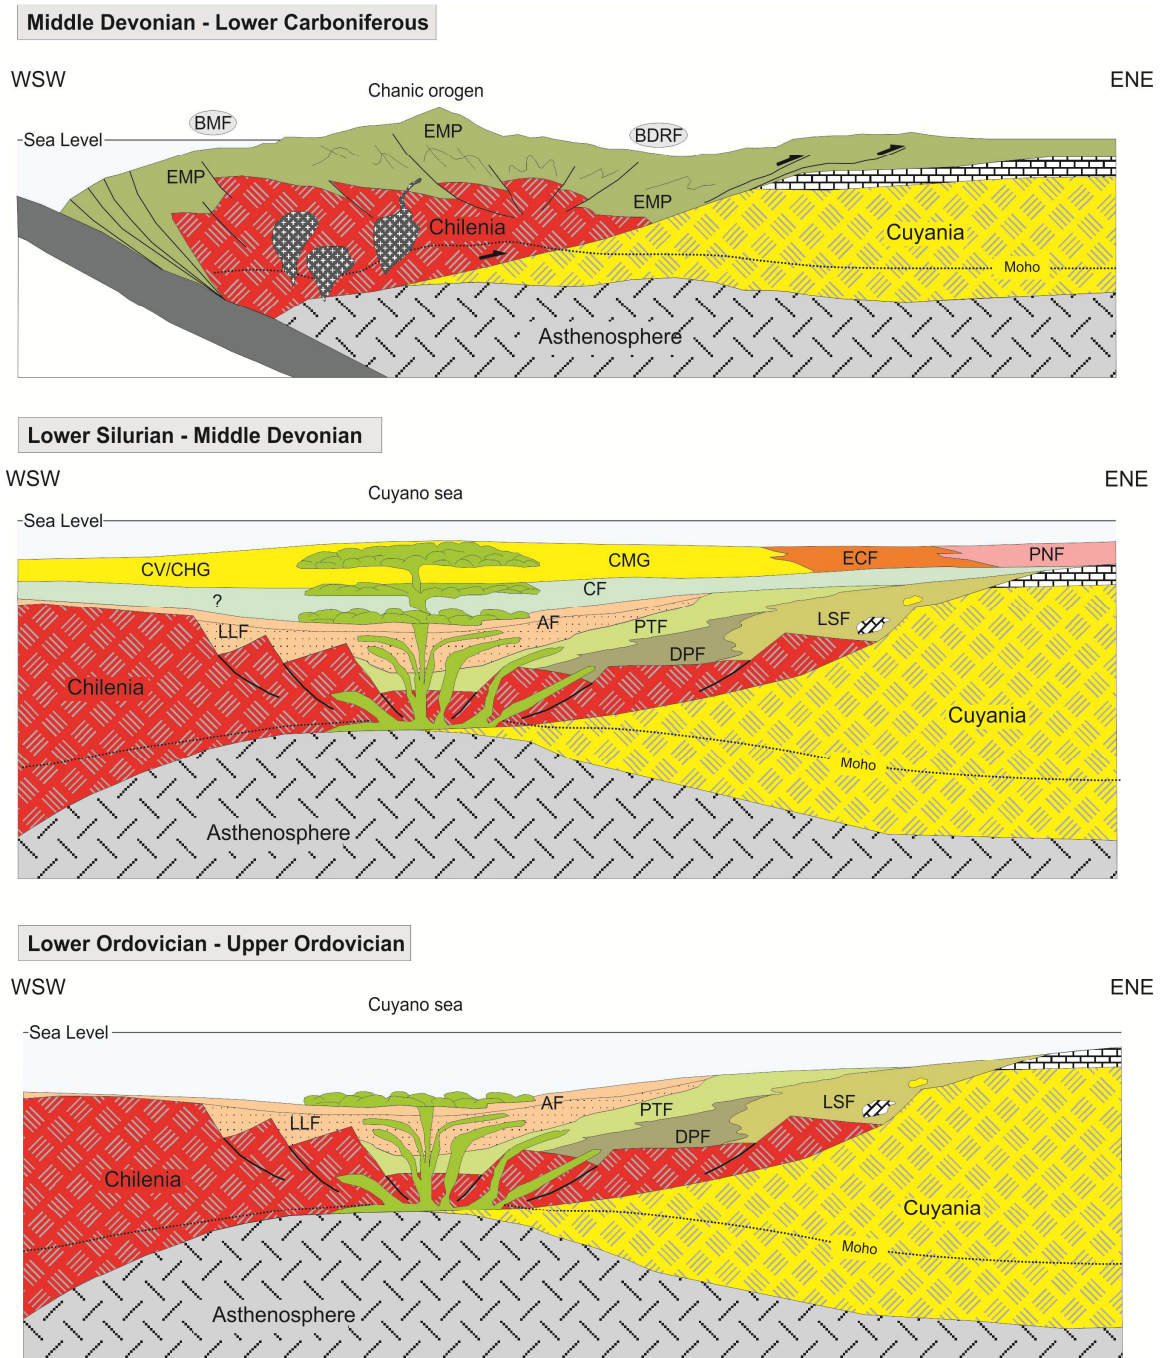 Middle Devonian - Lower Carboniferous
WSW
ENE
Chanic orogen
BMF
Sea Level
EMP
BDRF
EMP
EMP
Chilenia
Cuyania
Moho
Asthenosphere
Lower Silurian - Middle Devonian
WSW
ENE
Cuyano sea
Sea Level
CV/CHG
CMG
ECF
PNF
?
CF
LLF
AF
PTF
LSF
DPF
Chilenia
Cuyania
Moho
Asthenosphere
Lower Ordovician - Upper Ordovician
WSW
ENE
Cuyano sea
Sea Level
LLF
AF
PTF
LSF
DPF
Chilenia
Cuyania
Moho
Asthenosphere